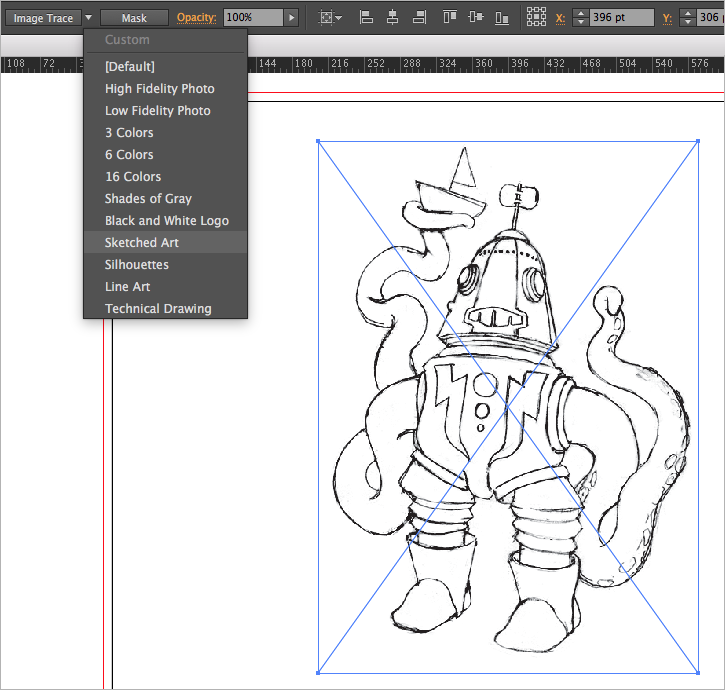 Image Trace Mask Opacity: 100% X: 396 pt Y: 306
108 72 144 180 216 252 288 324 360 396 432 468 504 540 576
Custom
[Default]
High Fidelity Photo
Low Fidelity Photo
3 Colors
6 Colors
16 Colors
Shades of Gray
Black and White Logo
Sketched Art
Silhouettes
Line Art
Technical Drawing